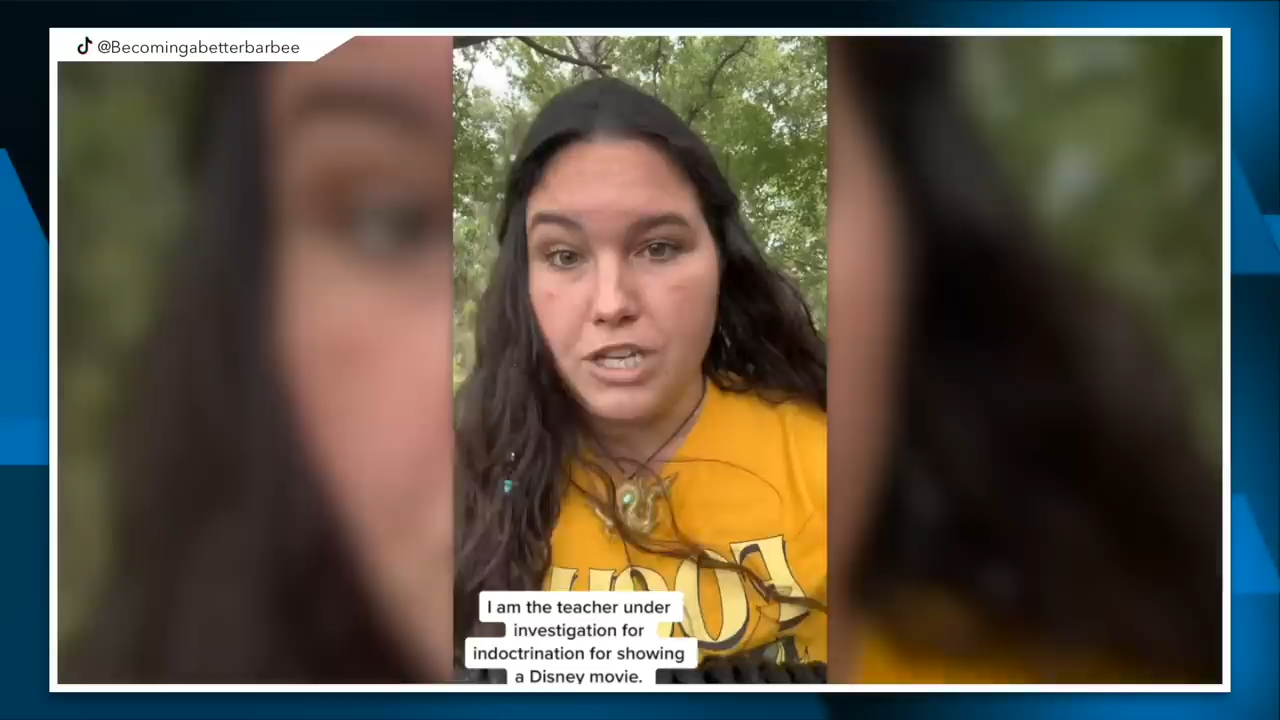 @Becomingabetterbarbee
I am the teacher under
investigation for
indoctrination for showing
a Disney movie.